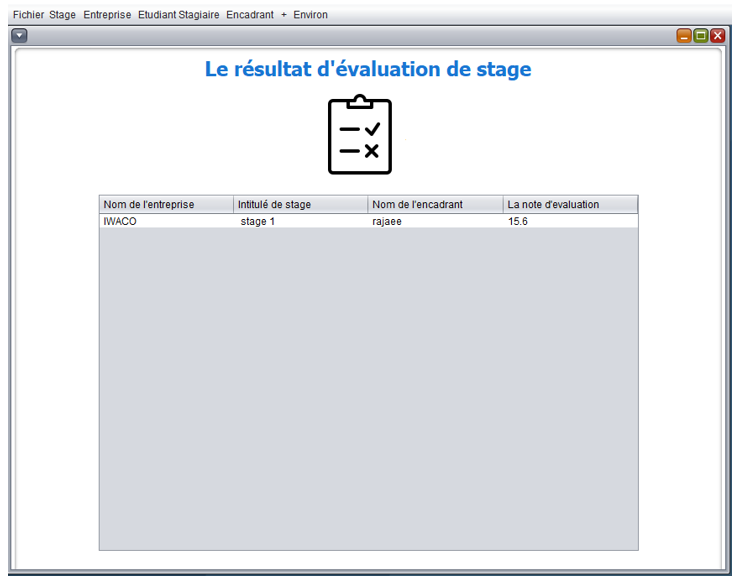 Fichier Stage Entreprise Etudiant Stagiaire Encadrant + Environ
Le résultat d'évaluation de stage
Nom de l'entreprise Intitulé de stage Nom de l'encadrant La note d'evaluation
IWACO stage 1 rajaee 15.6